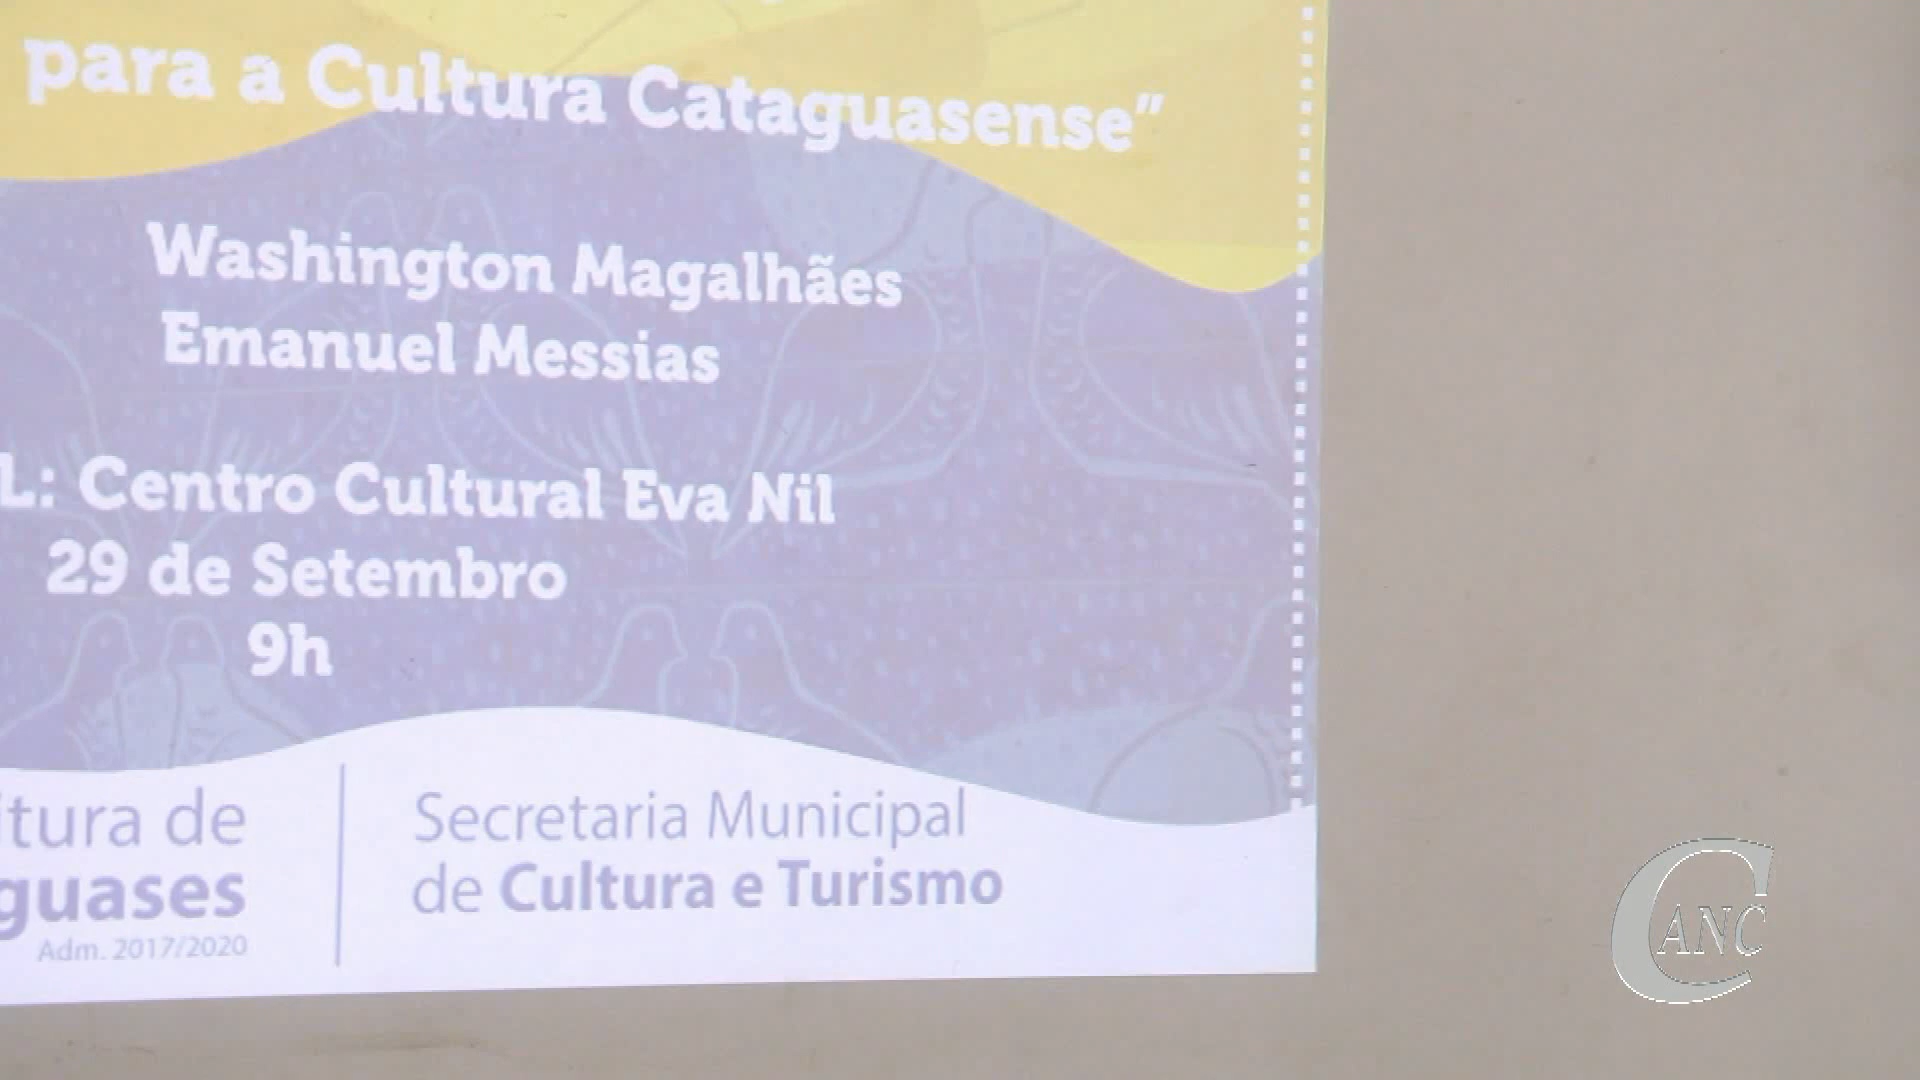 para a Cultura Cataguasense”
Washington Magalhães
Emanuel Messias
L: Centro Cultural Eva Nil
29 de Setembro
9h
itura de
guases
Adm. 2017/2020
Secretaria Municipal
de Cultura e Turismo
CANC